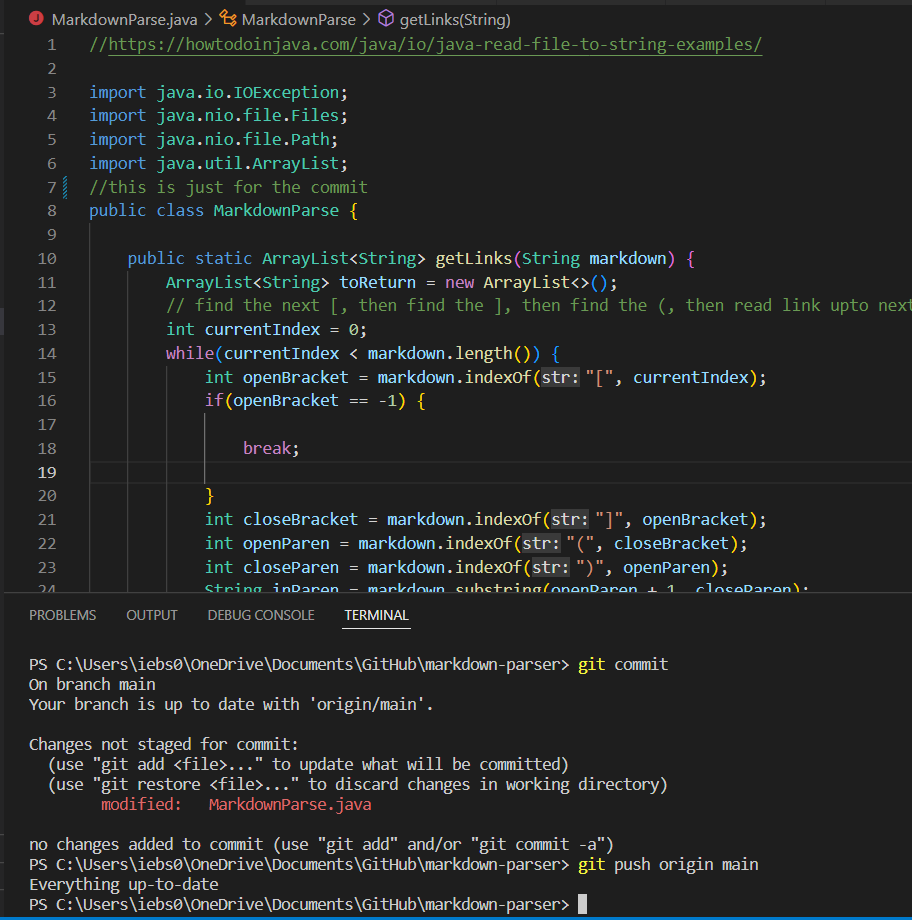 MarkdownParse.java > MarkdownParse > getLinks(String)
1 //https://howtodoinjava.com/java/io/java-read-file-to-string-examples/
2
3 import java.io.IOException;
4 import java.nio.file.Files;
5 import java.nio.file.Path;
6 import java.util.ArrayList;
7 //this is just for the commit
8 public class MarkdownParse {
9
10 public static ArrayList<String> getLinks(String markdown) {
11 ArrayList<String> toReturn = new ArrayList<>();
12 // find the next [, then find the ], then find the (, then read link upto next
13 int currentIndex = 0;
14 while(currentIndex < markdown.length()) {
15 int openBracket = markdown.indexOf(str: "[", currentIndex);
16 if(openBracket == -1) {
17
18 break;
19
20 }
21 int closeBracket = markdown.indexOf(str: "]", openBracket);
22 int openParen = markdown.indexOf(str: "(", closeBracket);
23 int closeParen = markdown.indexOf(str: ")", openParen);
24 String inParen = markdown.substring(openParen + 1, closeParen);
PROBLEMS OUTPUT DEBUG CONSOLE TERMINAL
PS C:\Users\iebs0\OneDrive\Documents\GitHub\markdown-parser> git commit
On branch main
Your branch is up to date with 'origin/main'.

Changes not staged for commit:
(use "git add <file>..." to update what will be committed)
(use "git restore <file>..." to discard changes in working directory)
modified: MarkdownParse.java

no changes added to commit (use "git add" and/or "git commit -a")
PS C:\Users\iebs0\OneDrive\Documents\GitHub\markdown-parser> git push origin main
Everything up-to-date
PS C:\Users\iebs0\OneDrive\Documents\GitHub\markdown-parser>